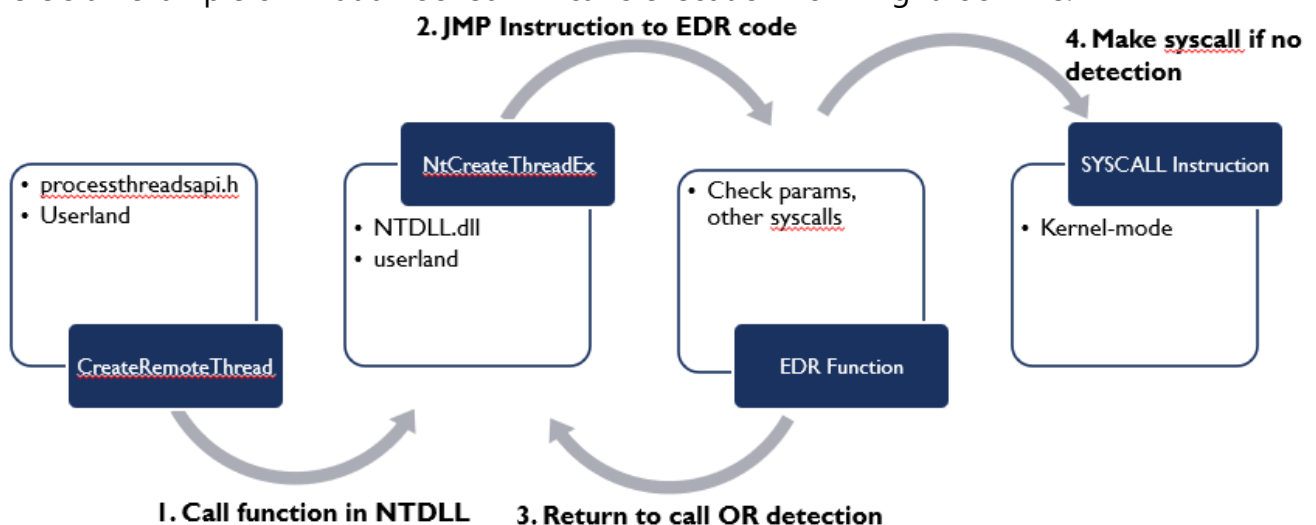 2. JMP Instruction to EDR code
4. Make syscall if no
detection
• processthreadsapi.h
• Userland
CreateRemoteThread
NtCreateThreadEx
• NTDLL.dll
• userland
• Check params,
other syscalls
EDR Function
SYSCALL Instruction
• Kernel-mode
1. Call function in NTDLL
3. Return to call OR detection